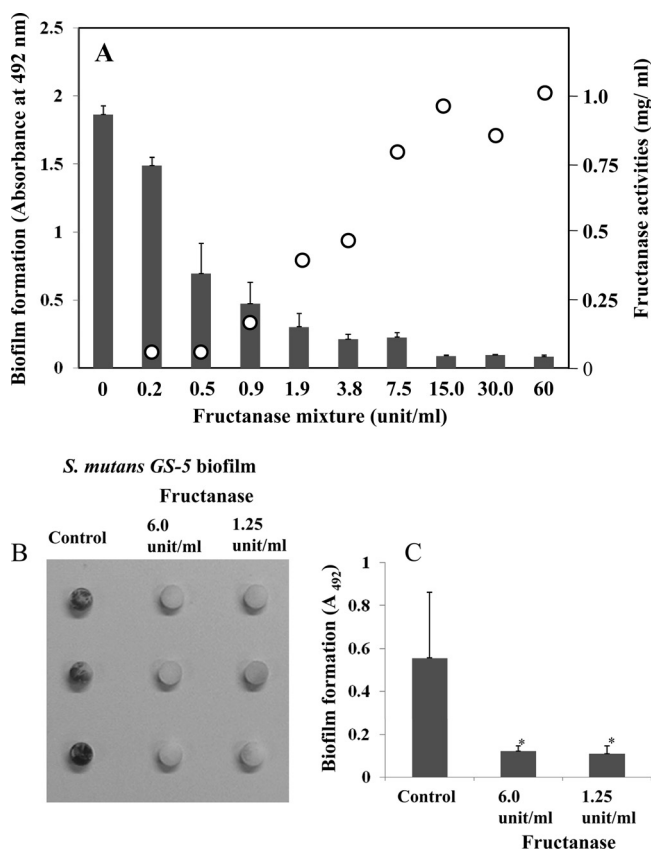 A
Biofilm formation (Absorbance at 492 nm)
2.5
2
1.5
1
0.5
0
1.0
0.75
0.50
0.25
0
Fructanase activities (mg/ ml)
0 0.2 0.5 0.9 1.9 3.8 7.5 15.0 30.0 60
Fructanase mixture (unit/ml)
S. mutans GS-5 biofilm
Fructanase
Control 6.0 1.25
unit/ml unit/ml
B
C
Biofilm formation (A492)
1
0.8
0.6
0.4
0.2
0
* *
Control 6.0 1.25
unit/ml unit/ml
Fructanase